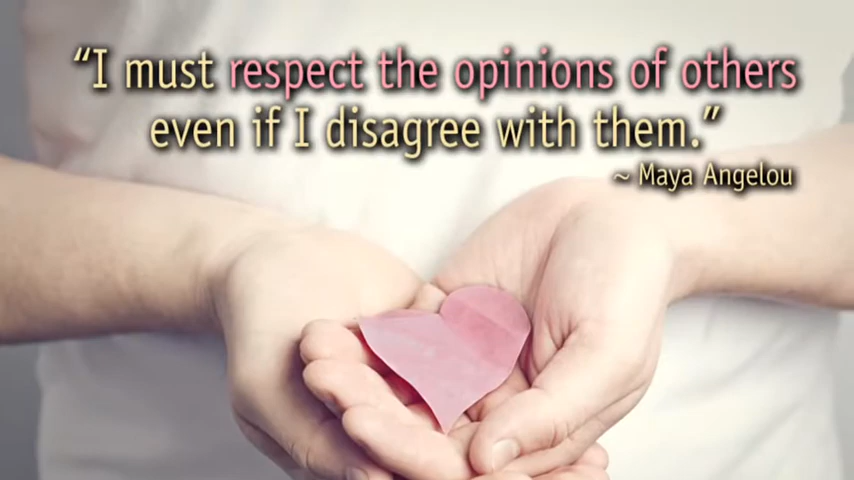 “I must respect the opinions of others
even if I disagree with them.”
~ Maya Angelou